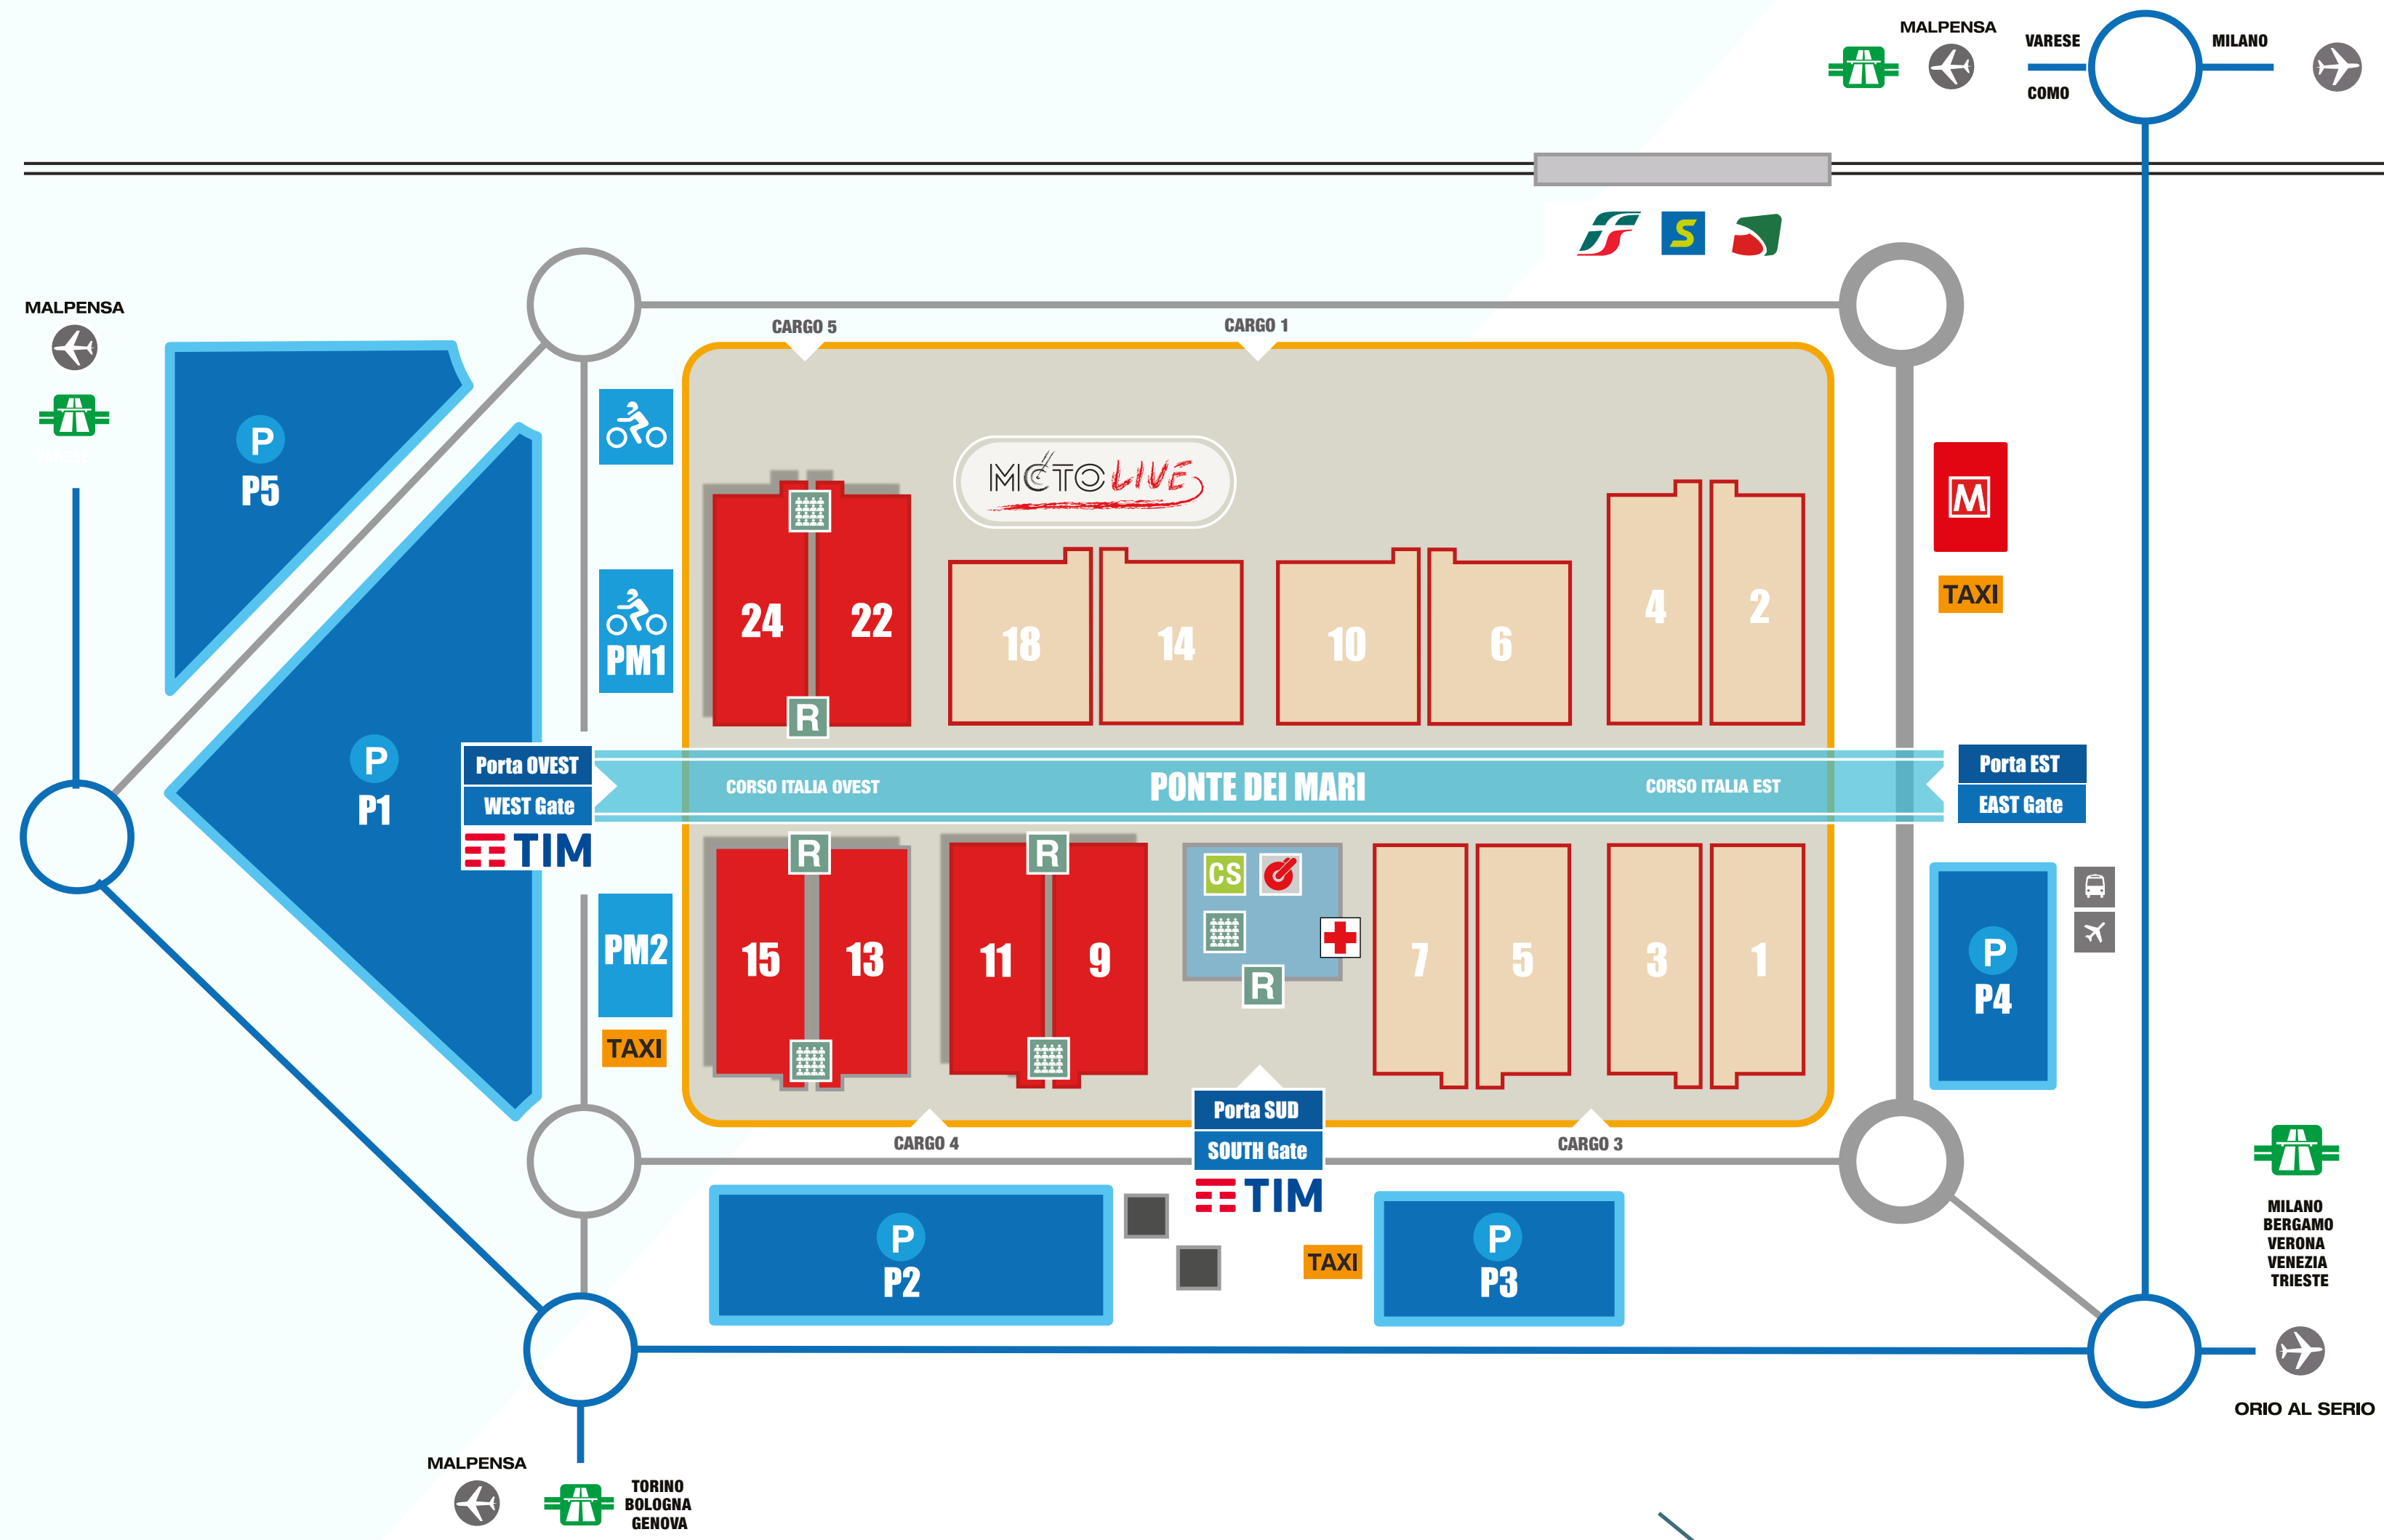 MALPENSA
VARESE
MILANO
COMO
S
MALPENSA
CARGO 5
CARGO 1
P
P5
MOTO LIVE
M
TAXI
24
22
18
14
10
6
4
2
PM1
R
P
P1
Porta OVEST
WEST Gate
TIM
CORSO ITALIA OVEST
PONTE DEI MARI
CORSO ITALIA EST
Porta EST
EAST Gate
R
R
CS
15
13
11
9
R
7
5
3
1
PM2
TAXI
P
P4
Porta SUD
SOUTH Gate
TIM
CARGO 4
CARGO 3
P
P2
TAXI
P
P3
MILANO
BERGAMO
VERONA
VENEZIA
TRIESTE
ORIO AL SERIO
MALPENSA
TORINO
BOLOGNA
GENOVA